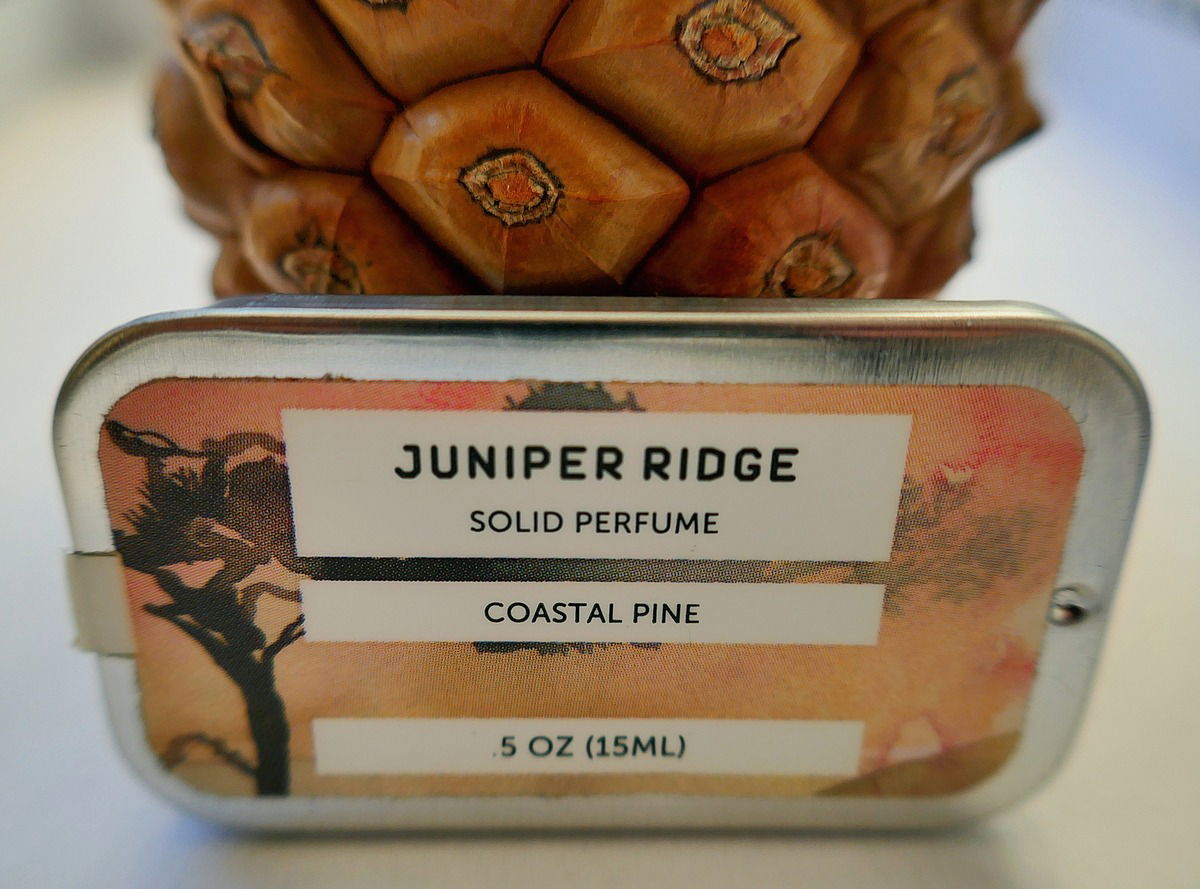 JUNIPER RIDGE
SOLID PERFUME
COASTAL PINE
.5 OZ (15ML)